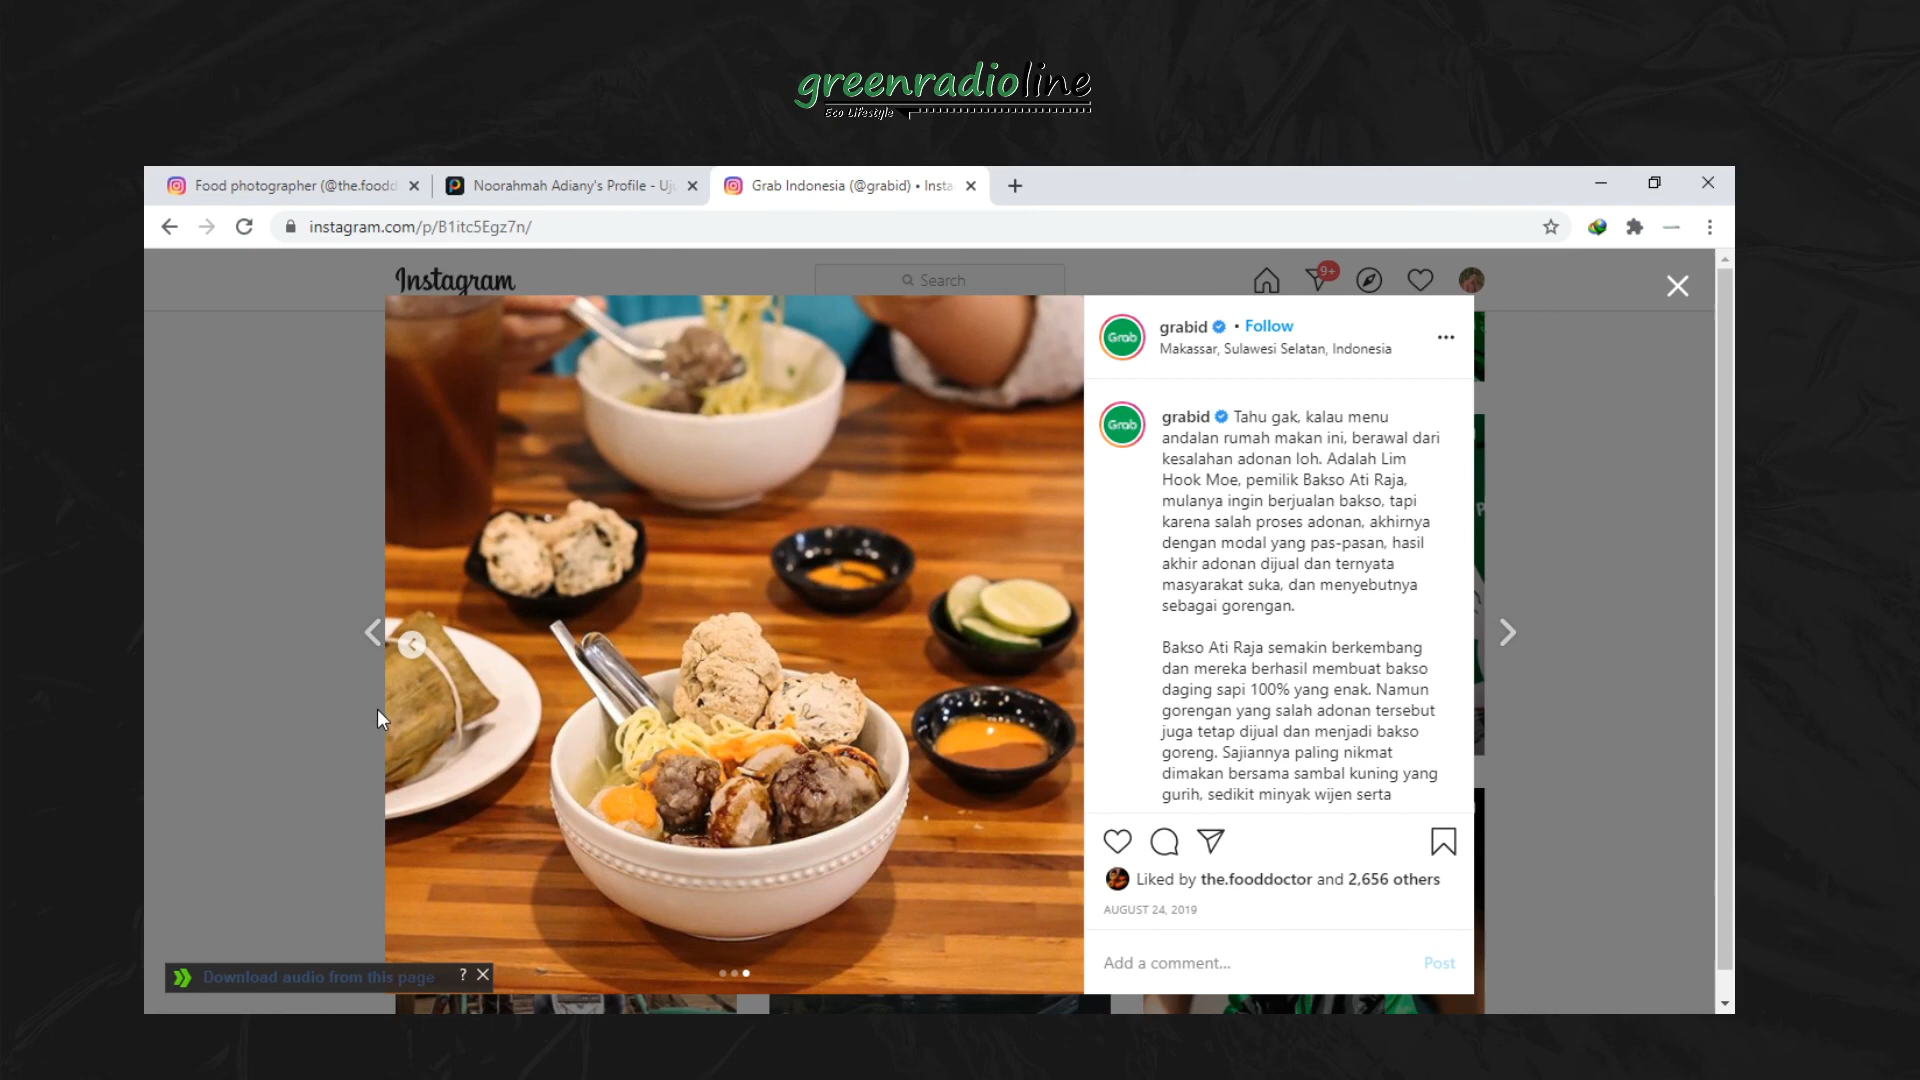 greenradioline
Eco Lifestyle
Food photographer (@the.foodd
Noorahmah Adiany's Profile - Uju
Grab Indonesia (@grabid) • Insta
instagram.com/p/B1itc5Egz7n/
Instagram
Search
9+
Grab
grabid • Follow
Makassar, Sulawesi Selatan, Indonesia
Grab
grabid Tahu gak, kalau menu
andalan rumah makan ini, berawal dari
kesalahan adonan loh. Adalah Lim
Hook Moe, pemilik Bakso Ati Raja,
mulanya ingin berjualan bakso, tapi
karena salah proses adonan, akhirnya
dengan modal yang pas-pasan, hasil
akhir adonan dijual dan ternyata
masyarakat suka, dan menyebutnya
sebagai gorengan.
Bakso Ati Raja semakin berkembang
dan mereka berhasil membuat bakso
daging sapi 100% yang enak. Namun
gorengan yang salah adonan tersebut
juga tetap dijual dan menjadi bakso
goreng. Sajiannya paling nikmat
dimakan bersama sambal kuning yang
gurih, sedikit minyak wijen serta
Liked by the.fooddoctor and 2,656 others
AUGUST 24, 2019
Add a comment... Post
Download audio from this page ?